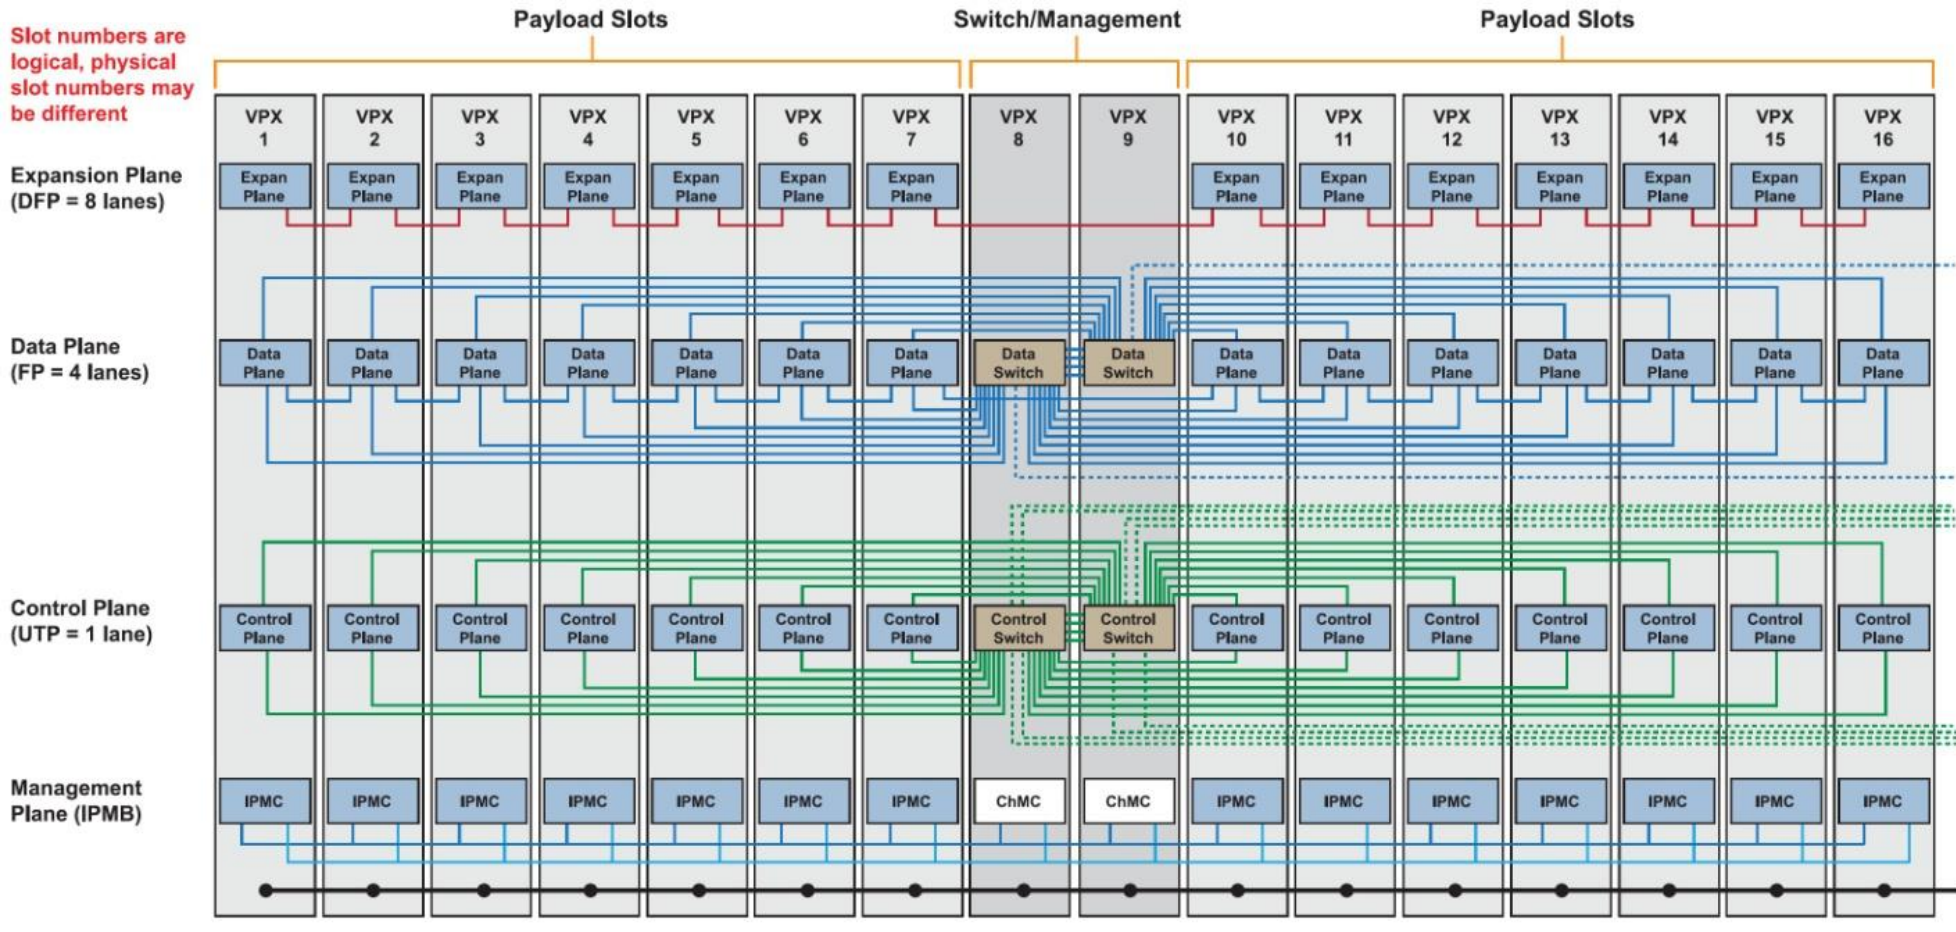 Payload Slots
Switch/Management
Payload Slots
Slot numbers are
logical, physical
slot numbers may
be different
VPX VPX VPX VPX VPX VPX VPX VPX VPX VPX VPX VPX VPX VPX VPX VPX
1 2 3 4 5 6 7 8 9 10 11 12 13 14 15 16
Expansion Plane
(DFP = 8 lanes)
Expan Expan Expan Expan Expan Expan Expan Expan Expan Expan Expan Expan Expan Expan
Plane Plane Plane Plane Plane Plane Plane Plane Plane Plane Plane Plane Plane Plane
Data Plane
(FP = 4 lanes)
Data Data Data Data Data Data Data Data Data Data Data Data Data Data Data Data
Plane Plane Plane Plane Plane Plane Plane Switch Switch Plane Plane Plane Plane Plane Plane Plane
Control Plane
(UTP = 1 lane)
Control Control Control Control Control Control Control Control Control Control Control Control Control Control Control Control
Plane Plane Plane Plane Plane Plane Plane Switch Switch Plane Plane Plane Plane Plane Plane Plane
Management
Plane (IPMB)
IPMC IPMC IPMC IPMC IPMC IPMC IPMC ChMC ChMC IPMC IPMC IPMC IPMC IPMC IPMC IPMC